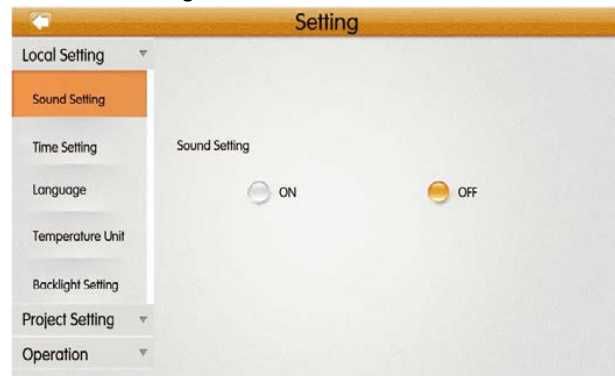 Setting
Local Setting
Sound Setting
Time Setting
Language
Temperature Unit
Backlight Setting
Project Setting
Operation
Sound Setting
ON OFF